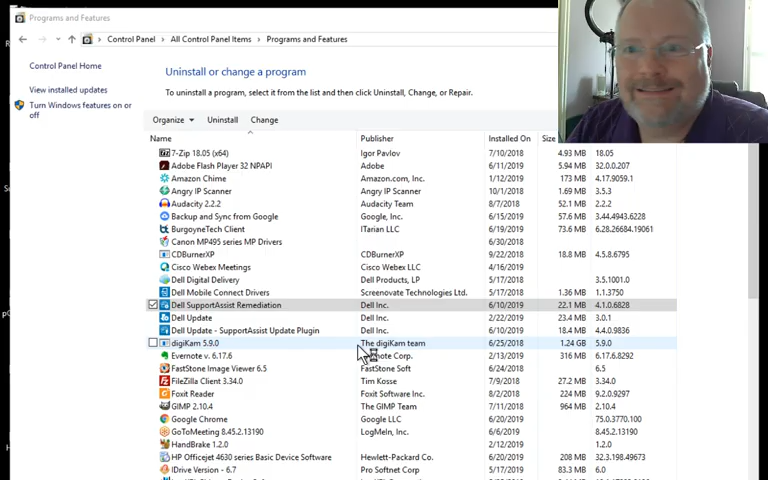 Programs and Features
Control Panel > All Control Panel Items > Programs and Features
Control Panel Home
View installed updates
Turn Windows features on or
off
Uninstall or change a program
To uninstall a program, select it from the list and then click Uninstall, Change, or Repair.
Organize Uninstall Change
Name Publisher Installed On Size
7-Zip 18.05 (x64) Igor Pavlov 7/10/2018 4.93 MB 18.05
Adobe Flash Player 32 NPAPI Adobe 6/11/2019 5.94 MB 32.0.0.207
Amazon Chime Amazon.com, Inc. 1/12/2019 173 MB 4.17.9059.1
Angry IP Scanner Angry IP Scanner 10/1/2018 1.69 MB 3.5.3
Audacity 2.2.2 Audacity Team 8/7/2018 52.1 MB 2.2.2
Backup and Sync from Google Google, Inc. 6/15/2019 57.6 MB 3.44.4943.6228
BurgoyneTech Client ITarian LLC 6/19/2019 73.6 MB 6.28.26684.19061
Canon MP495 series MP Drivers 6/30/2018
CDBurnerXP CDBurnerXP 9/22/2018 18.8 MB 4.5.8.6795
Cisco Webex Meetings Cisco Webex LLC 4/16/2019
Dell Digital Delivery Dell Products, LP 5/17/2018 3.5.1001.0
Dell Mobile Connect Drivers Screenovate Technologies Ltd. 5/17/2018 1.36 MB 1.1.3750
Dell SupportAssist Remediation Dell Inc. 6/10/2019 22.1 MB 4.1.0.6828
Dell Update Dell Inc. 2/22/2019 23.4 MB 3.0.1
Dell Update - SupportAssist Update Plugin Dell Inc. 6/10/2019 18.4 MB 4.4.0.9836
digiKam 5.9.0 The digiKam team 6/25/2018 1.24 GB 5.9.0
Evernote v. 6.17.6 Corp. 2/13/2019 316 MB 6.17.6.8292
FastStone Image Viewer 6.5 FastStone Soft 6/24/2018 6.5
FileZilla Client 3.34.0 Tim Kosse 7/9/2018 27.2 MB 3.34.0
Foxit Reader Foxit Software Inc. 8/2/2018 224 MB 9.2.0.9297
GIMP 2.10.4 The GIMP Team 7/11/2018 964 MB 2.10.4
Google Chrome Google LLC 6/20/2019 75.0.3770.100
GoToMeeting 8.45.2.13190 LogMeIn, Inc. 6/6/2019 8.45.2.13190
HandBrake 1.2.0 2/12/2019 1.2.0
HP Officejet 4630 series Basic Device Software Hewlett-Packard Co. 6/20/2019 208 MB 32.3.198.49673
IDrive Version - 6.7 Pro Softnet Corp 5/17/2019 83.3 MB 6.0